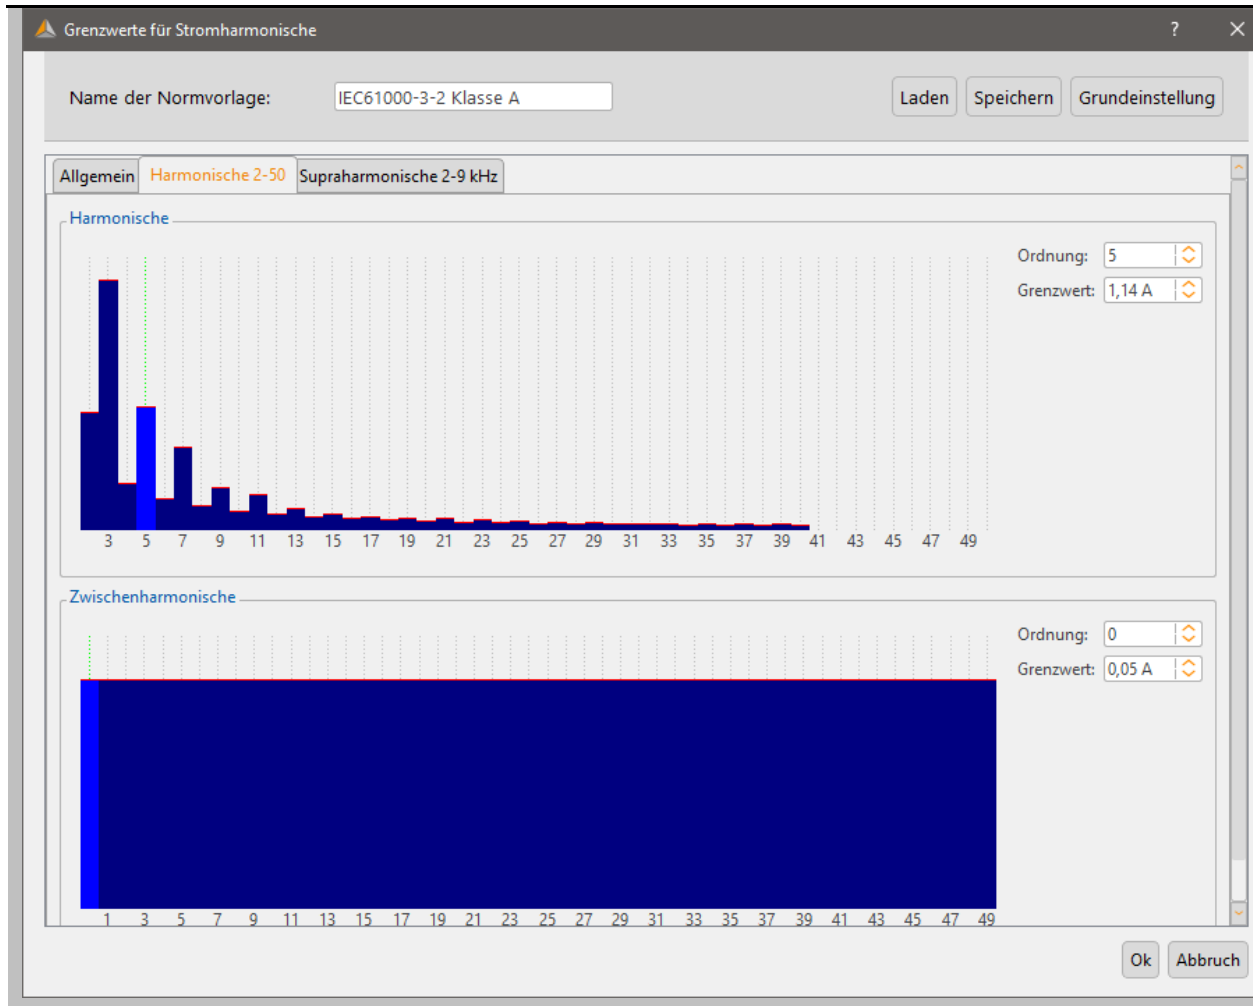 Grenzwerte für Stromharmonische ?
Name der Normvorlage: IEC61000-3-2 Klasse A Laden Speichern Grundeinstellung
Allgemein Harmonische 2-50 Supraharmonische 2-9 kHz
Harmonische
Ordnung: 5
Grenzwert: 1,14 A
3 5 7 9 11 13 15 17 19 21 23 25 27 29 31 33 35 37 39 41 43 45 47 49
Zwischenharmonische
Ordnung: 0
Grenzwert: 0,05 A
1 3 5 7 9 11 13 15 17 19 21 23 25 27 29 31 33 35 37 39 41 43 45 47 49
Ok Abbruch